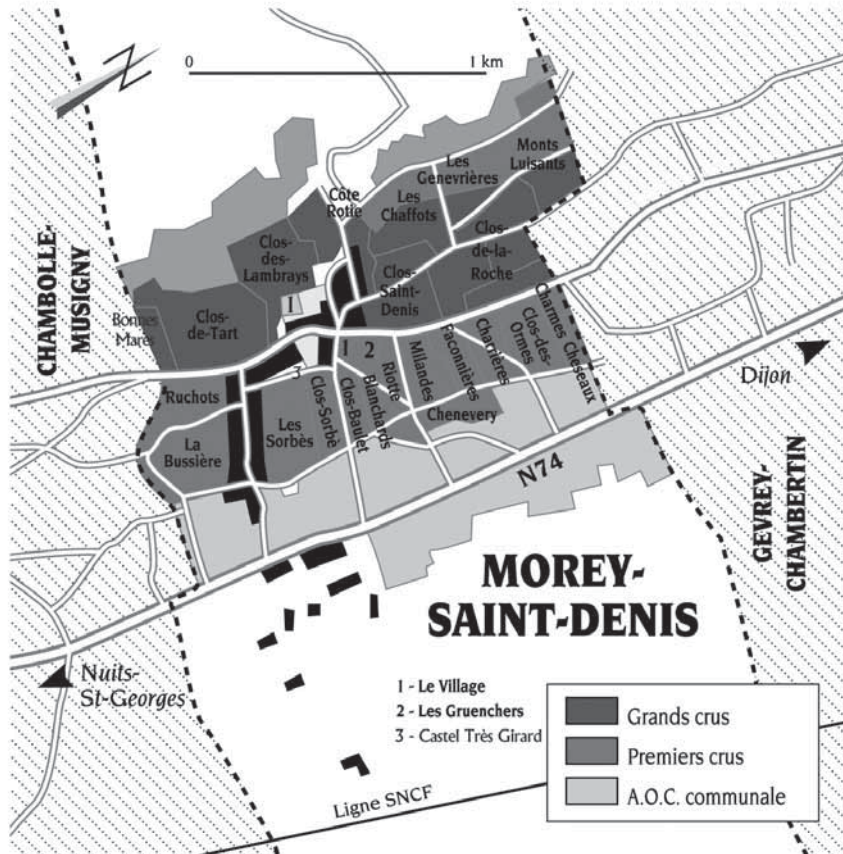 0
1 km
Monts
Luisants
Les
Genevrières
Les
Chaffots
Côte
Rotie
Clos-
des-
Lambrays
Clos-
de-la-
Roche
Clos-
Saint-
Denis
CHAMBOLLE-
MUSIGNY
Bonnes
Mares
Clos-
de-Tart
1
1
2
3
Ruchots
La
Bussière
Les
Sorbès
Clos-Sorbé
Clos-Baulet
Blanchards
Riotte
Milandes
Faconnières
Charrières
Clos-des-
Ormes
Charmes
Cheseaux
Chenevery
Dijon
N74
GEVREY-
CHAMBERTIN
MOREY-
SAINT-DENIS
Nuits-
St-Georges
1 - Le Village
2 - Les Gruenchers
3 - Castel Très Girard
Grands crus
Premiers crus
A.O.C. communale
Ligne SNCF